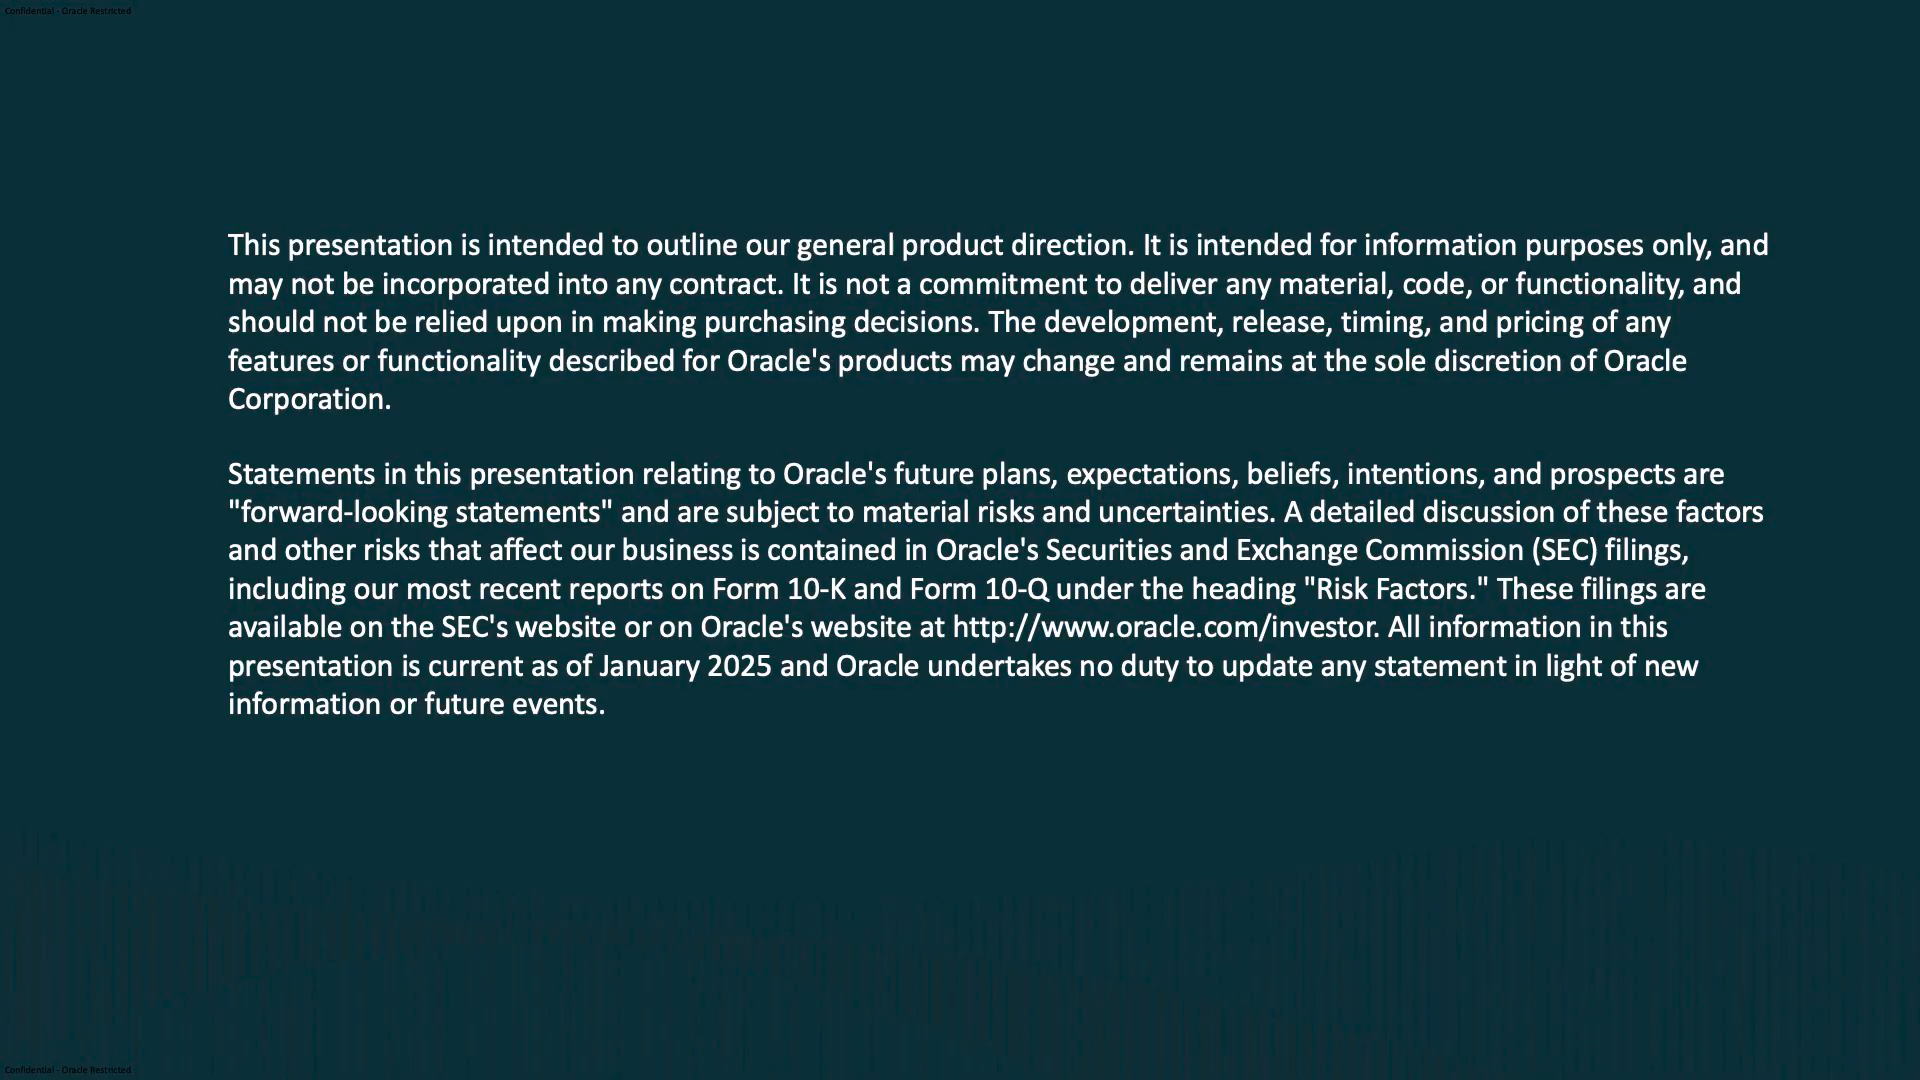 Confidential - Oracle Restricted
This presentation is intended to outline our general product direction. It is intended for information purposes only, and
may not be incorporated into any contract. It is not a commitment to deliver any material, code, or functionality, and
should not be relied upon in making purchasing decisions. The development, release, timing, and pricing of any
features or functionality described for Oracle's products may change and remains at the sole discretion of Oracle
Corporation.
Statements in this presentation relating to Oracle's future plans, expectations, beliefs, intentions, and prospects are
"forward-looking statements" and are subject to material risks and uncertainties. A detailed discussion of these factors
and other risks that affect our business is contained in Oracle's Securities and Exchange Commission (SEC) filings,
including our most recent reports on Form 10-K and Form 10-Q under the heading "Risk Factors." These filings are
available on the SEC's website or on Oracle's website at http://www.oracle.com/investor. All information in this
presentation is current as of January 2025 and Oracle undertakes no duty to update any statement in light of new
information or future events.
Confidential - Oracle Restricted